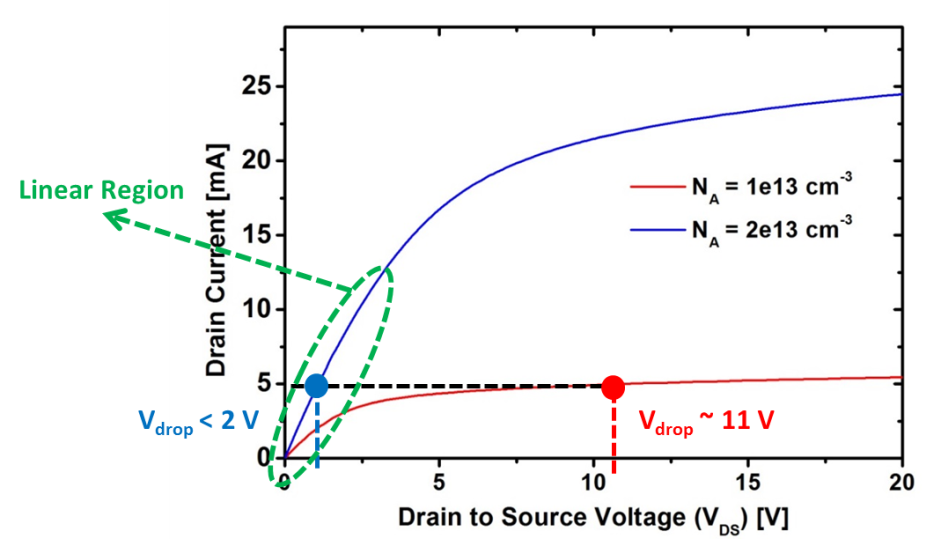 25
20
15
10
5
0
Drain Current [mA]
Linear Region
N_A = 1e13 cm^-3
N_A = 2e13 cm^-3
V_drop < 2 V
V_drop ~ 11 V
0 5 10 15 20
Drain to Source Voltage (V_DS) [V]